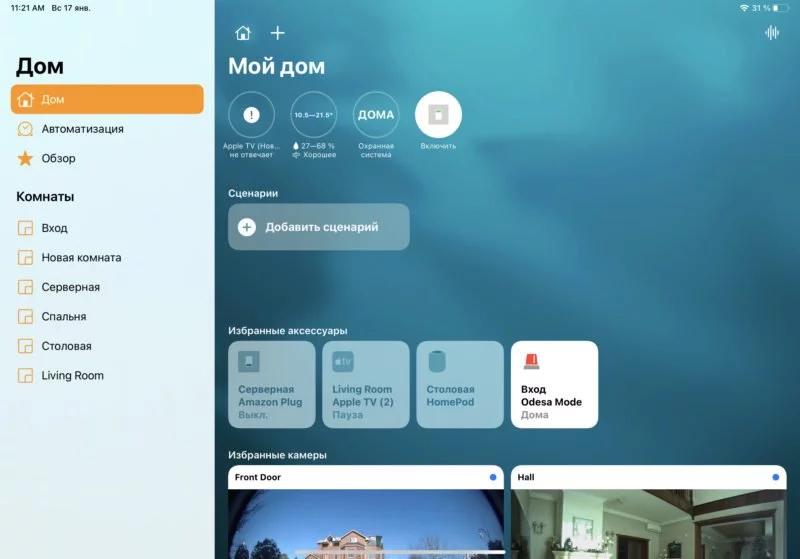 11:21 AM Вс 17 янв.
31 %
Дом
Дом
Автоматизация
Обзор
Комнаты
Вход
Новая комната
Серверная
Спальня
Столовая
Living Room
Мой дом
10.5—21.5°
ДОМА
Apple TV (Нов...
не отвечает
27—68 %
Хорошее
Охранная
система
Включить
Сценарии
Добавить сценарий
Избранные аксессуары
Серверная
Amazon Plug
Выкл.
tv
Living Room
Apple TV (2)
Пауза
Столовая
HomePod
Вход
Odesa Mode
Дома
Избранные камеры
Front Door
Hall